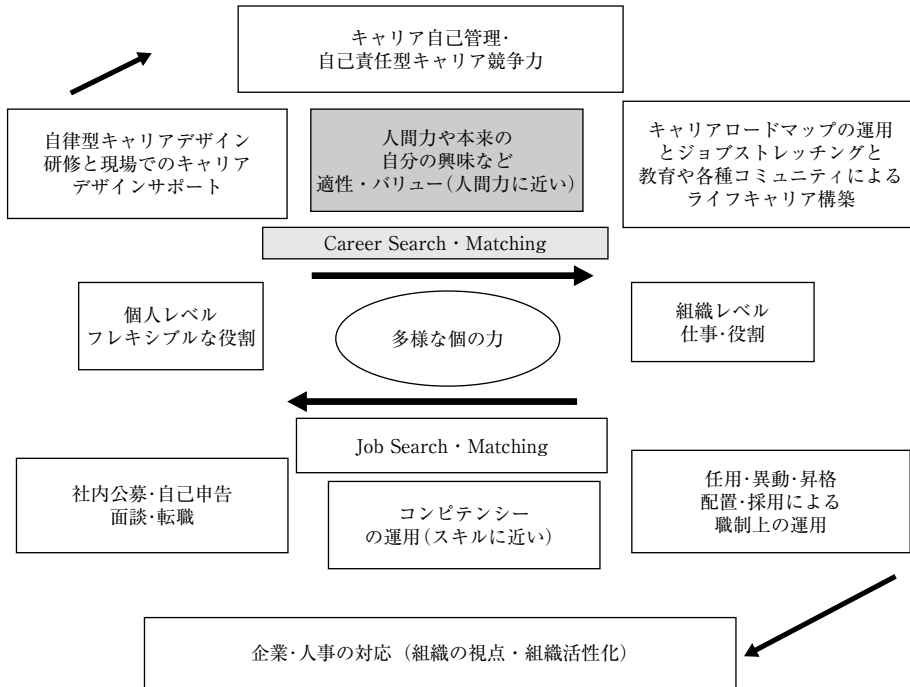 キャリア自己管理・
自己責任型キャリア競争力
自律型キャリアデザイン
研修と現場でのキャリア
デザインサポート
人間力や本来の
自分の興味など
適性・バリュー(人間力に近い)
キャリアロードマップの運用
とジョブストレッチングと
教育や各種コミュニティによる
ライフキャリア構築
Career Search・Matching
個人レベル
フレキシブルな役割
多様な個の力
組織レベル
仕事・役割
Job Search・Matching
社内公募・自己申告
面談・転職
コンピテンシー
の運用(スキルに近い)
任用・異動・昇格
配置・採用による
職制上の運用
企業・人事の対応（組織の視点・組織活性化）